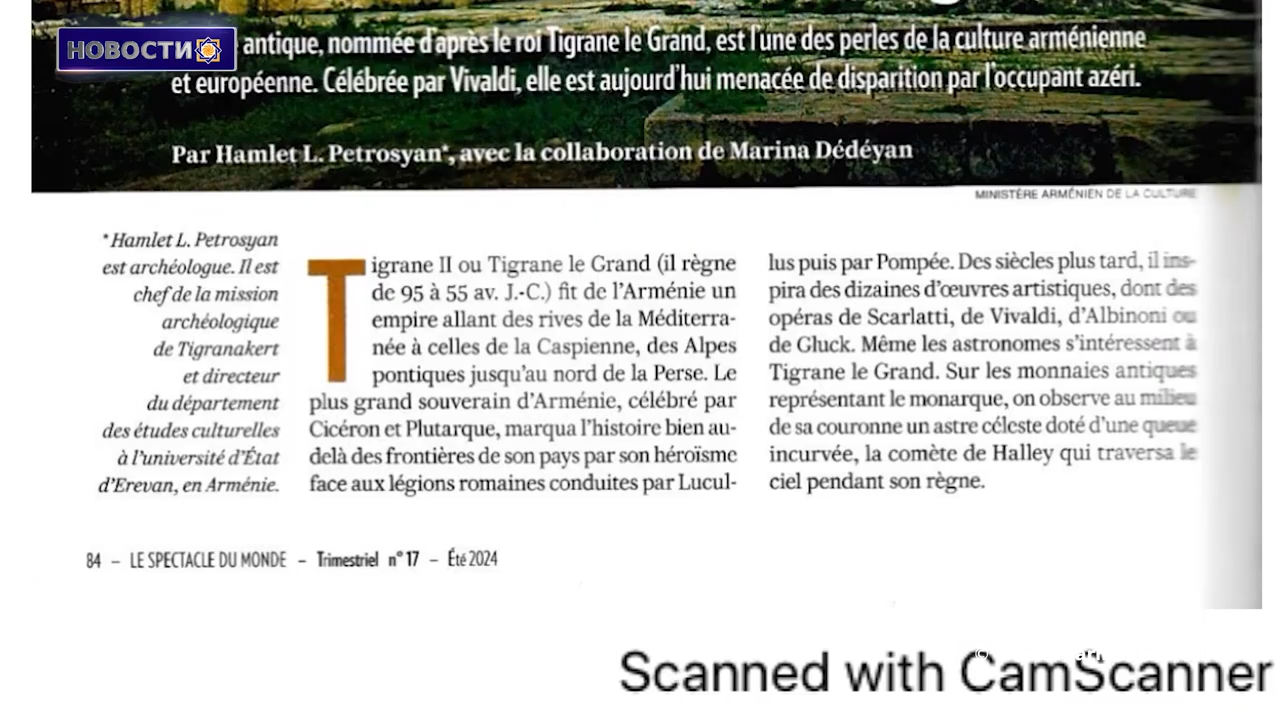 НОВОСТИ
antique, nommée d'après le roi Tigrane le Grand, est l'une des perles de la culture arménienne
et européenne. Célébrée par Vivaldi, elle est aujourd'hui menacée de disparition par l'occupant azéri.
Par Hamlet L. Petrosyan*, avec la collaboration de Marina Dédéyan
MINISTÈRE ARMÉNIEN DE LA CULTURE
* Hamlet L. Petrosyan
est archéologue. Il est
chef de la mission
archéologique
de Tigranakert
et directeur
du département
des études culturelles
à l'université d'État
d'Erevan, en Arménie.
Tigrane II ou Tigrane le Grand (il règne
de 95 à 55 av. J.-C.) fit de l'Arménie un
empire allant des rives de la Méditerra-
née à celles de la Caspienne, des Alpes
pontiques jusqu'au nord de la Perse. Le
plus grand souverain d'Arménie, célébré par
Cicéron et Plutarque, marqua l'histoire bien au-
delà des frontières de son pays par son héroïsme
face aux légions romaines conduites par Lucul-
lus puis par Pompée. Des siècles plus tard, il ins-
pira des dizaines d'œuvres artistiques, dont des
opéras de Scarlatti, de Vivaldi, d'Albinoni ou
de Gluck. Même les astronomes s'intéressent à
Tigrane le Grand. Sur les monnaies antiques
représentant le monarque, on observe au milieu
de sa couronne un astre céleste doté d'une queue
incurvée, la comète de Halley qui traversa le
ciel pendant son règne.
84 – LE SPECTACLE DU MONDE – Trimestriel n° 17 – Été 2024
Scanned with CamScanner